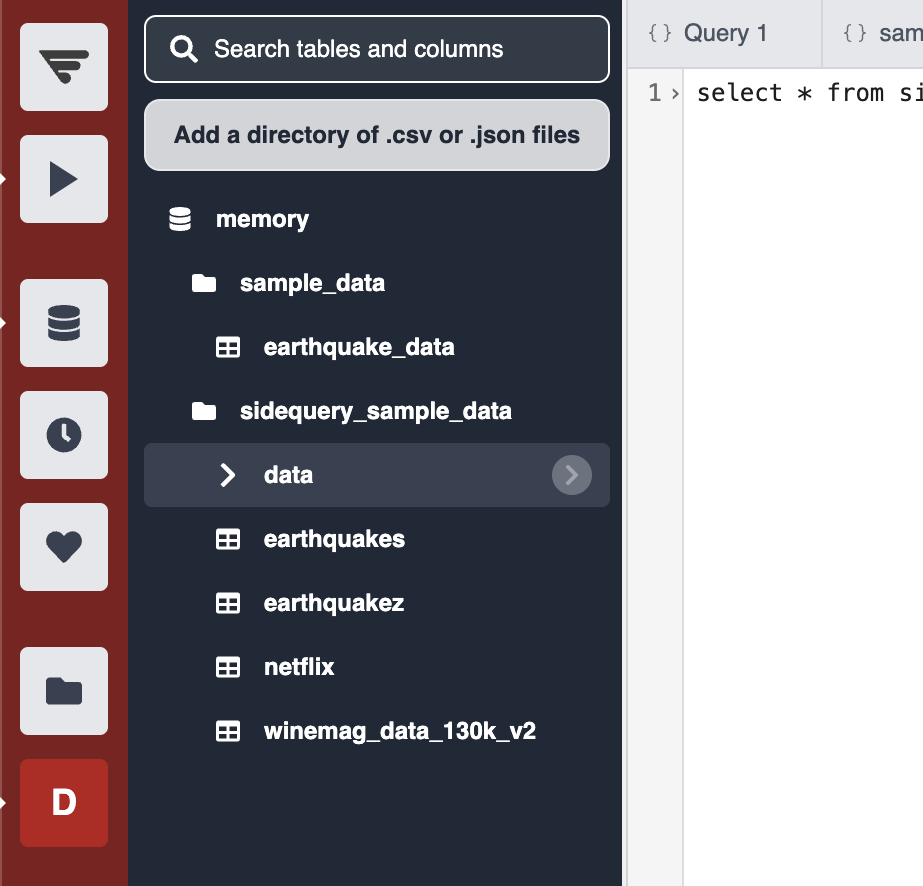 Search tables and columns
Add a directory of .csv or .json files
memory
sample_data
earthquake_data
sidequery_sample_data
data
earthquakes
earthquakez
netflix
winemag_data_130k_v2
D
{} Query 1
{} sam
1 select * from si